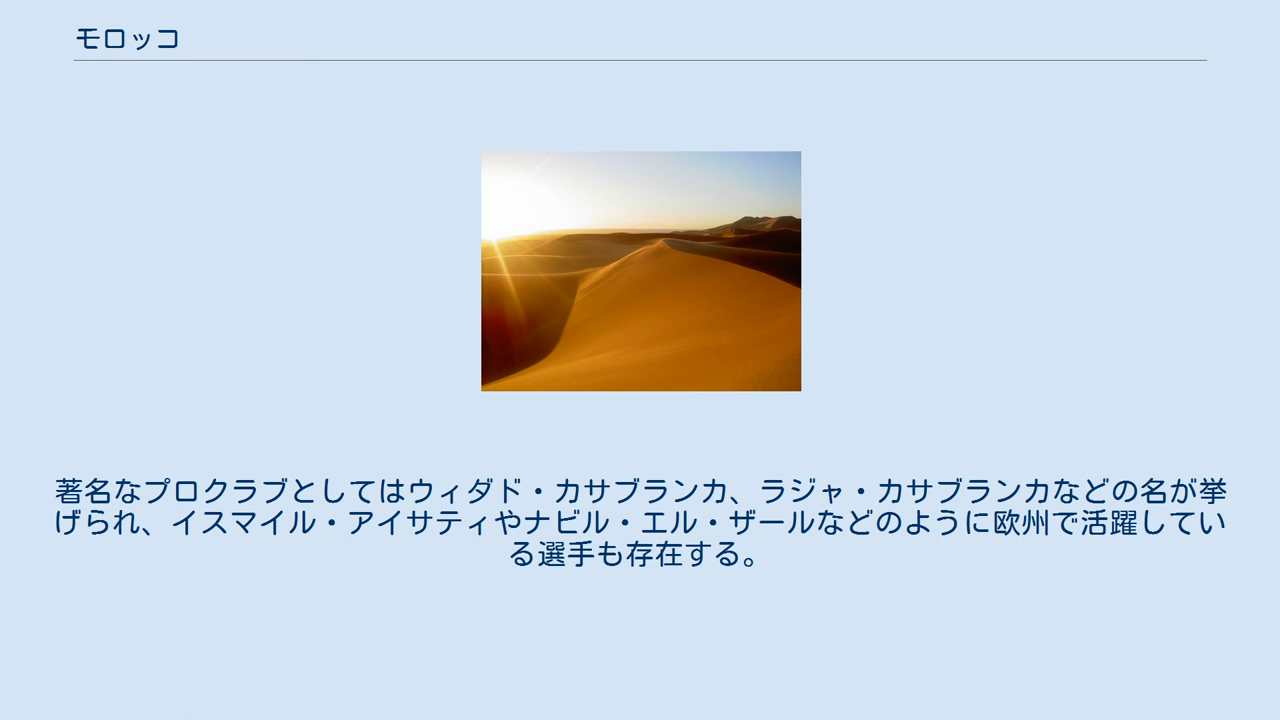 モロッコ
著名なプロクラブとしてはウィダド・カサブランカ、ラジャ・カサブランカなどの名が挙
げられ、イスマイル・アイサティやナビル・エル・ザールなどのように欧州で活躍してい
る選手も存在する。